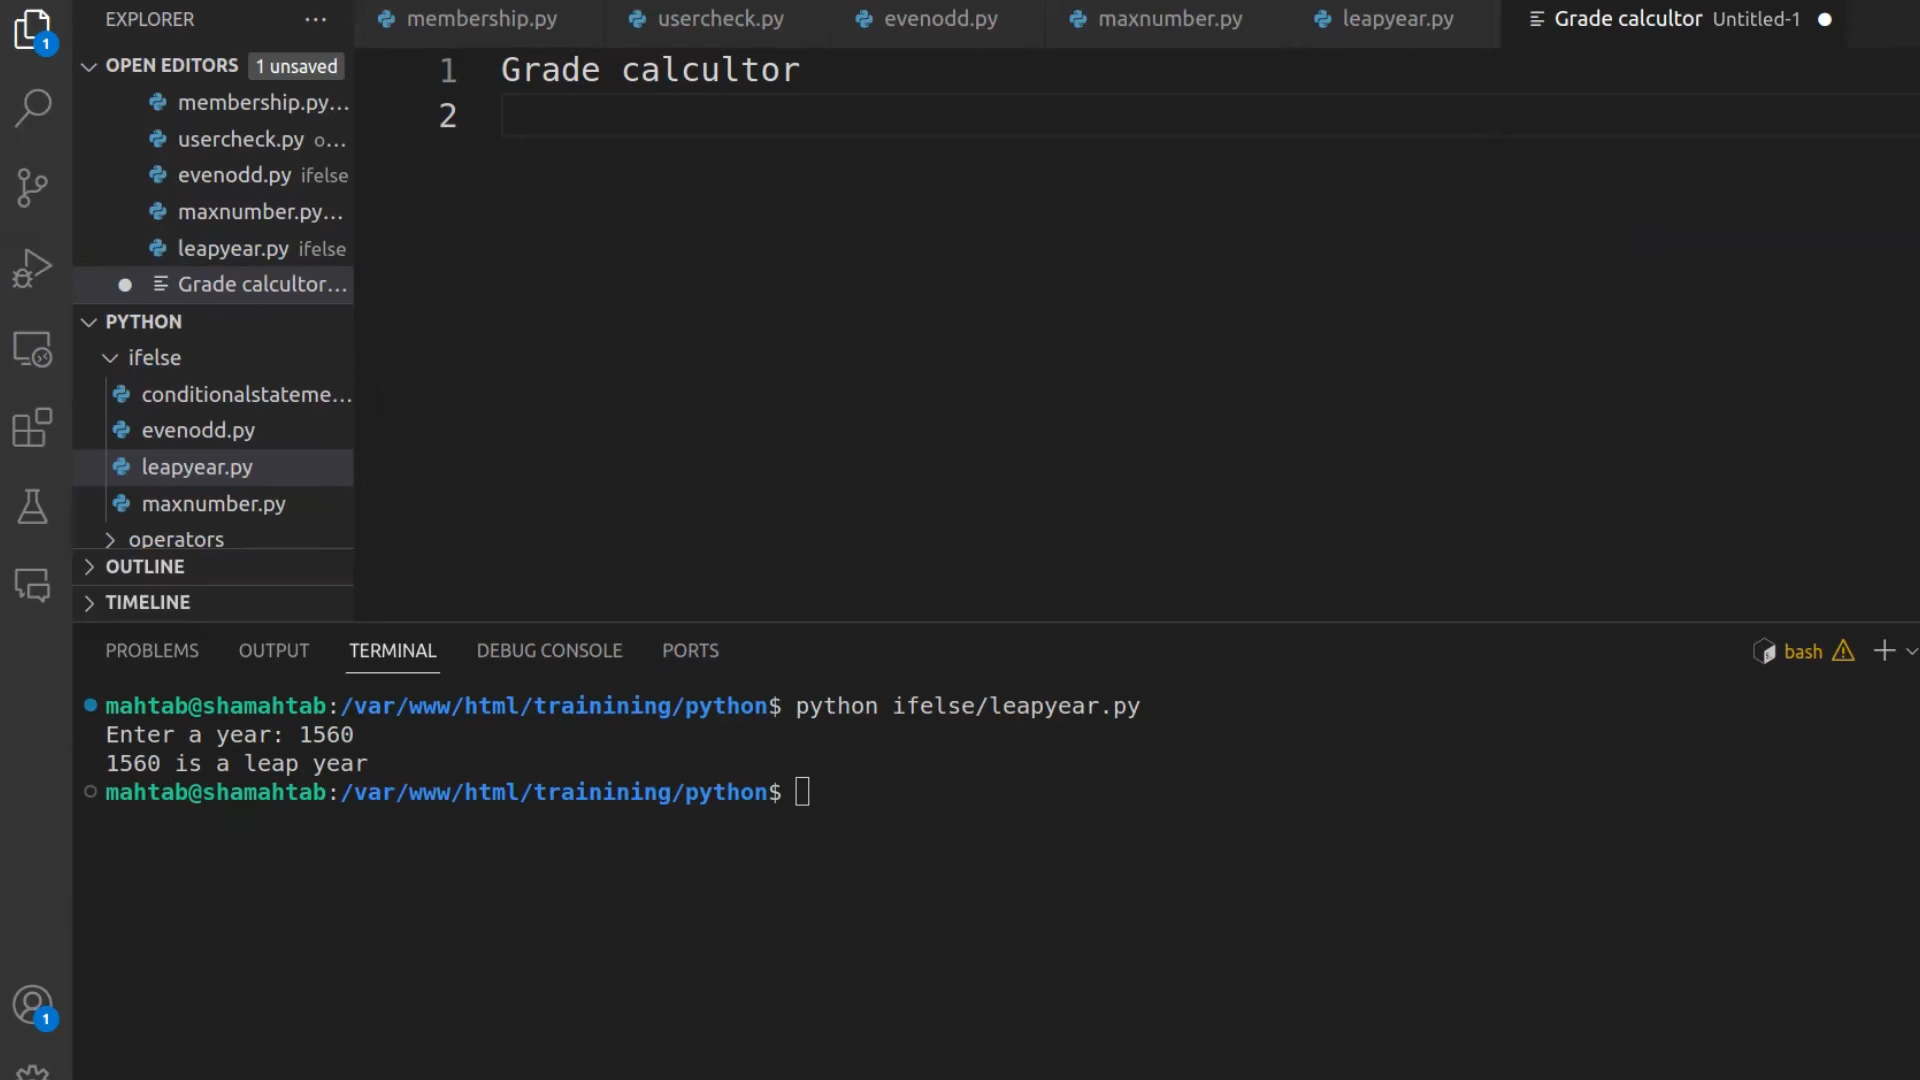 EXPLORER ...
OPEN EDITORS 1 unsaved
membership.py...
usercheck.py o...
evenodd.py ifelse
maxnumber.py...
leapyear.py ifelse
Grade calcultor...
PYTHON
ifelse
conditionalstateme...
evenodd.py
leapyear.py
maxnumber.py
operators
OUTLINE
TIMELINE
1
1
membership.py usercheck.py evenodd.py maxnumber.py leapyear.py Grade calcultor Untitled-1
1 Grade calcultor
2
PROBLEMS OUTPUT TERMINAL DEBUG CONSOLE PORTS bash
mahtab@shamahtab:/var/www/html/trainining/python$ python ifelse/leapyear.py
Enter a year: 1560
1560 is a leap year
mahtab@shamahtab:/var/www/html/trainining/python$